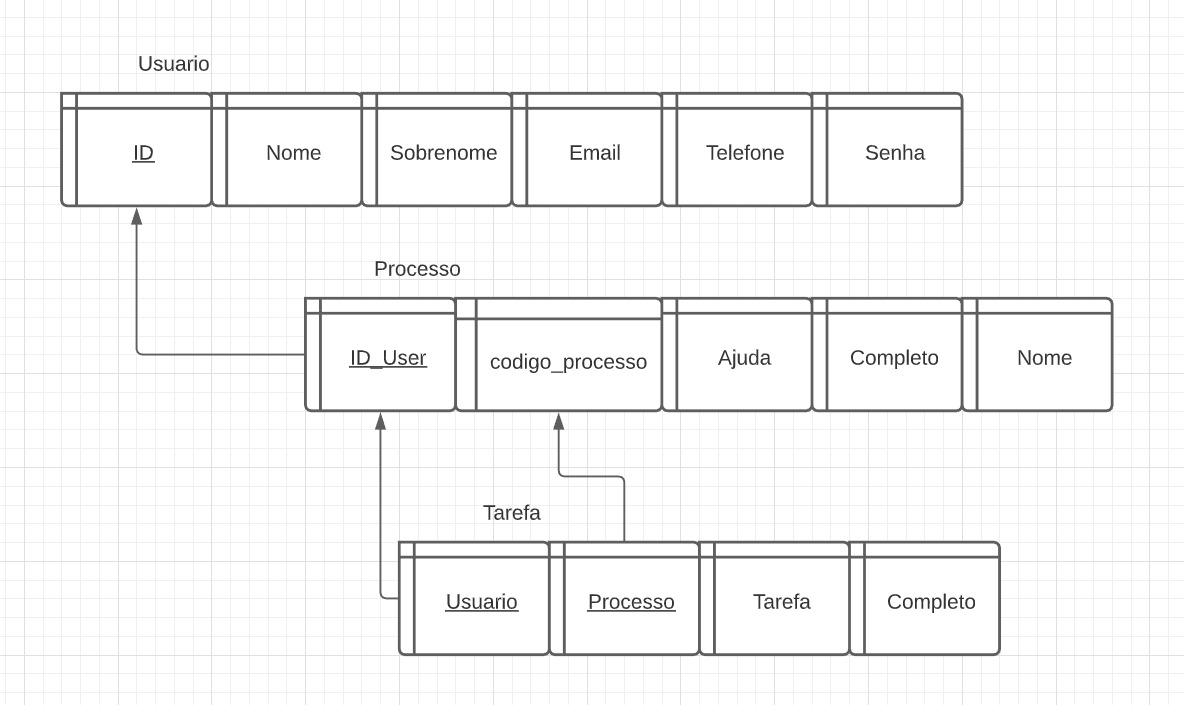 Usuario
ID
Nome
Sobrenome
Email
Telefone
Senha
Processo
ID_User
codigo_processo
Ajuda
Completo
Nome
Tarefa
Usuario
Processo
Tarefa
Completo